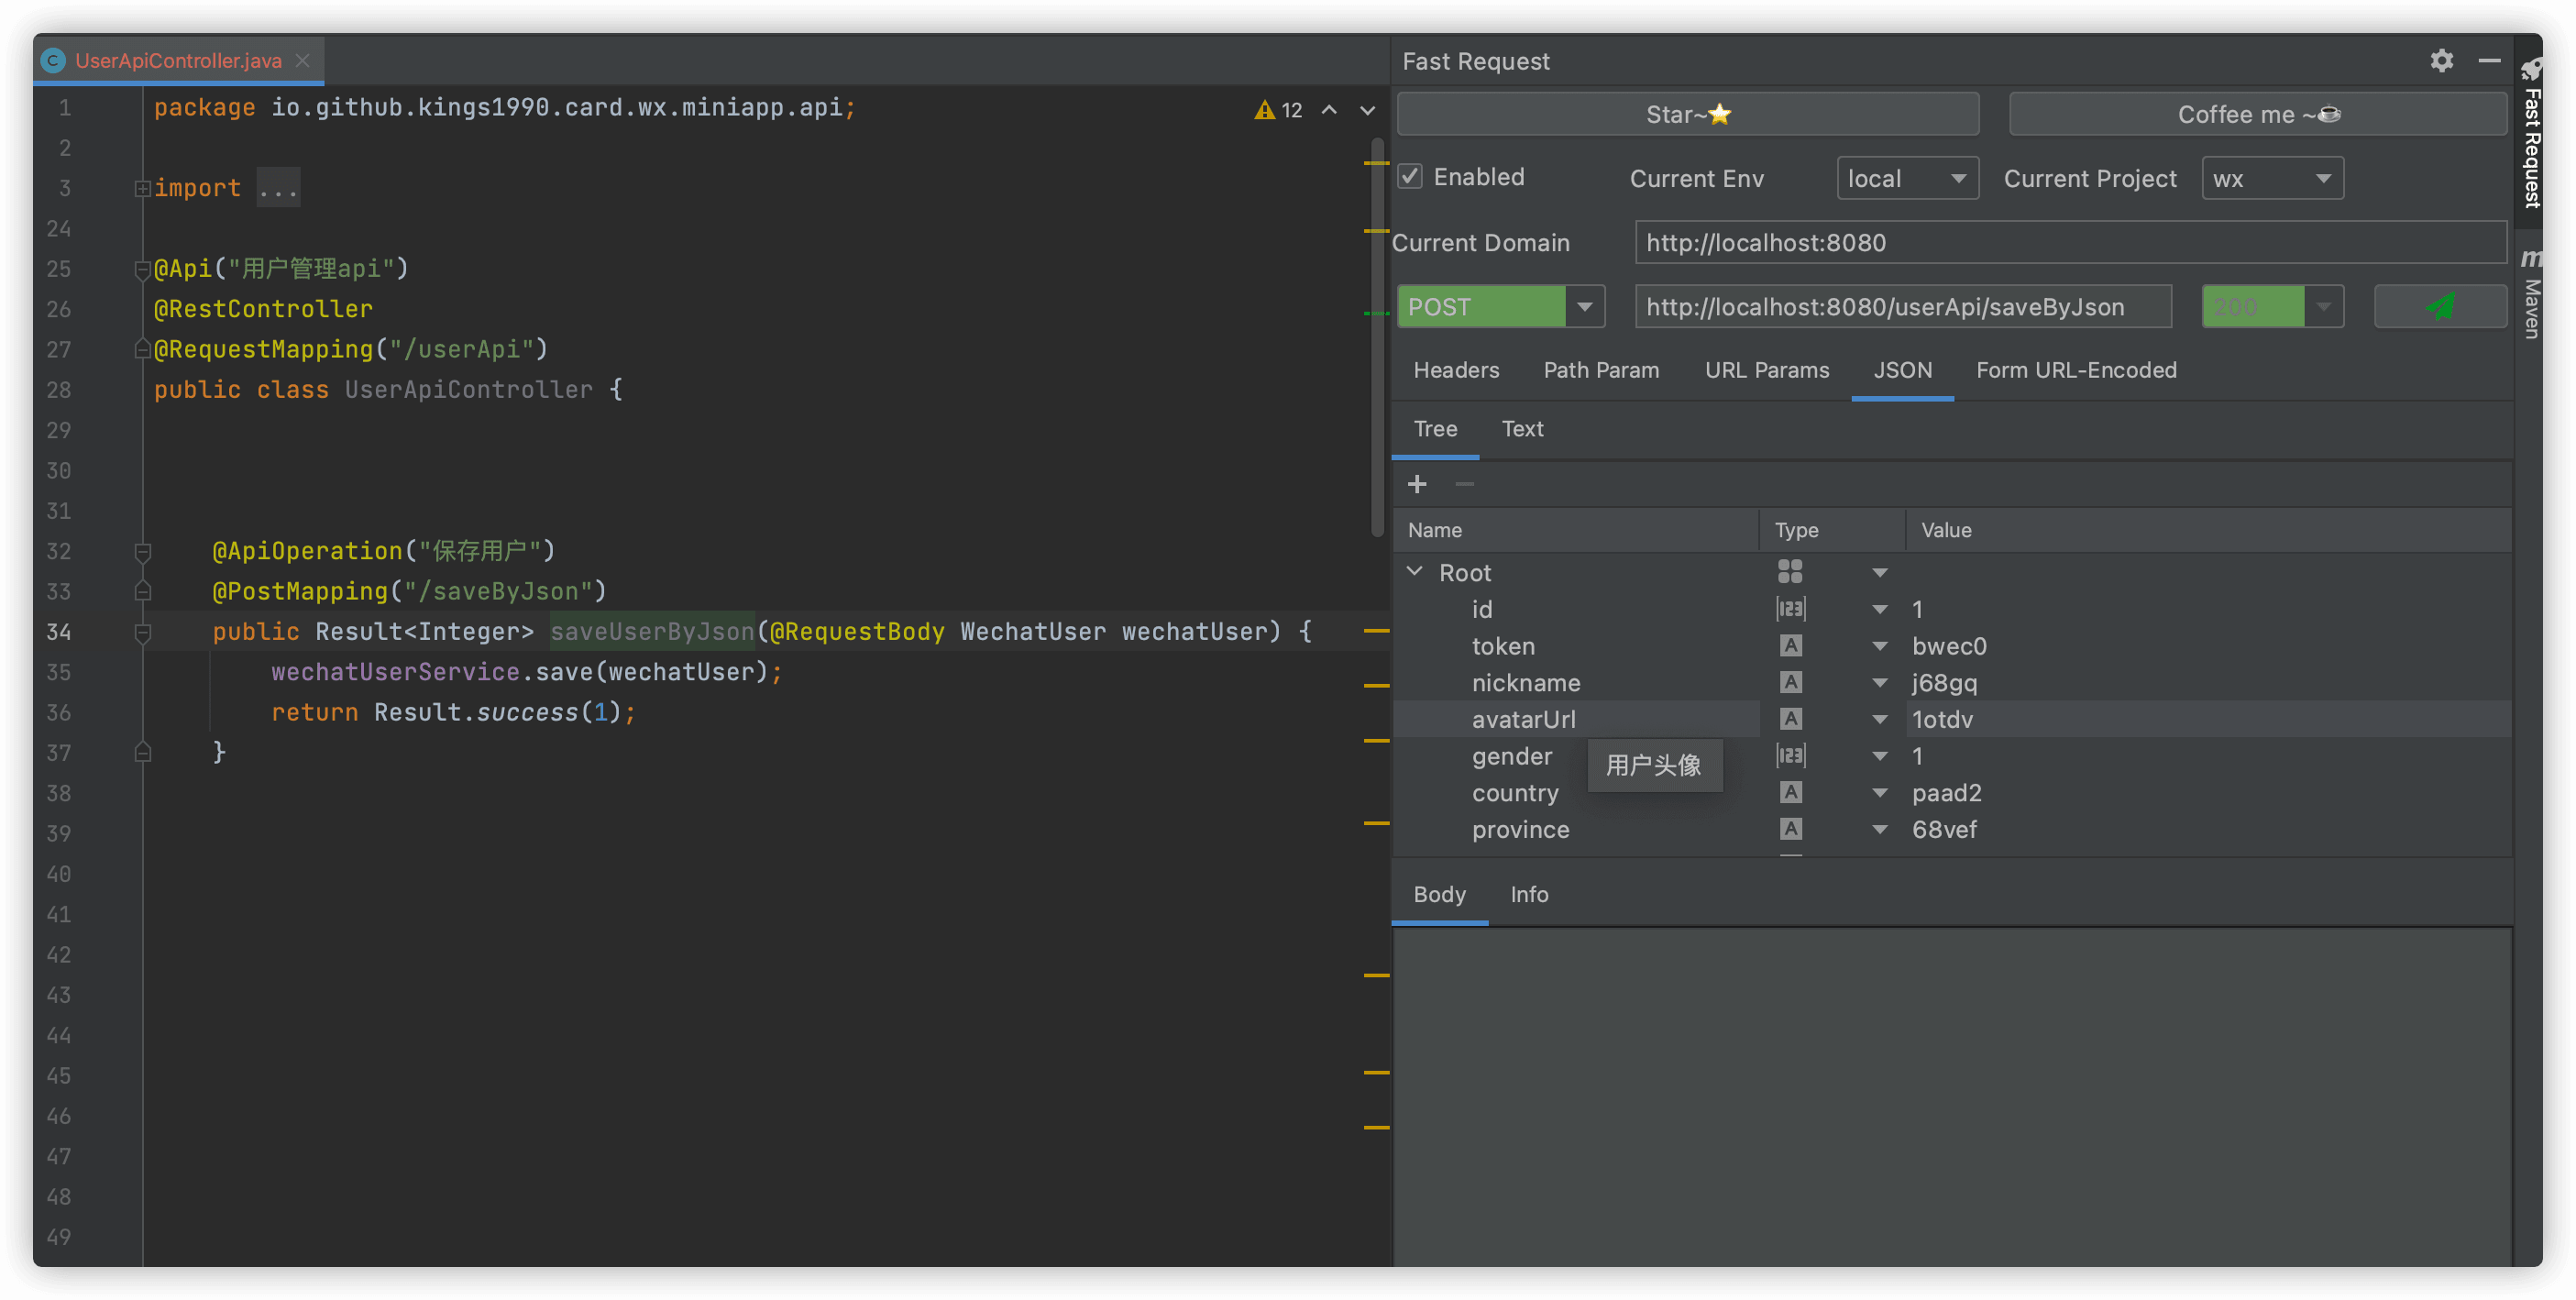 UserApiController.java
1 package io.github.kings1990.card.wx.miniapp.api;
12
2
3 import ...
24
25 @Api("用户管理api")
26 @RestController
27 @RequestMapping("/userApi")
28 public class UserApiController {
29
30
31
32 @ApiOperation("保存用户")
33 @PostMapping("/saveByJson")
34 public Result<Integer> saveUserByJson(@RequestBody WechatUser wechatUser) {
35 wechatUserService.save(wechatUser);
36 return Result.success(1);
37 }
38
39
40
41
42
43
44
45
46
47
48
49
Fast Request
Star~⭐ Coffee me ~☕
Enabled Current Env local Current Project wx
Current Domain http://localhost:8080
POST http://localhost:8080/userApi/saveByJson 200
Headers Path Param URL Params JSON Form URL-Encoded
Tree Text
Name Type Value
Root
id 123 1
token A bwec0
nickname A j68gq
avatarUrl A 1otdv
gender 123 1
用户头像
country A paad2
province A 68vef
Body Info
Fast Request
m Maven